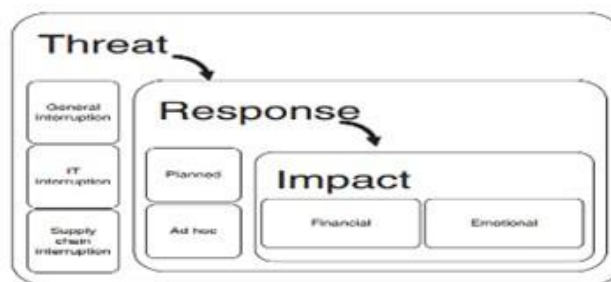 Threat
General
interruption
IT
interruption
Supply
chain
interruption
Response
Planned
Ad hoc
Impact
Financial
Emotional